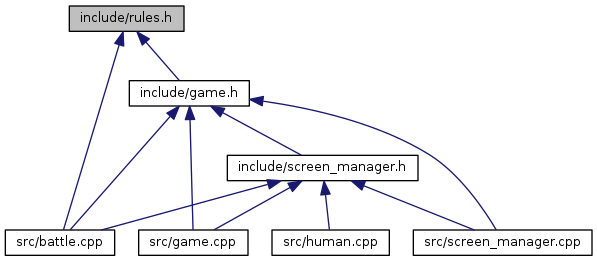 include/rules.h
include/game.h
include/screen_manager.h
src/battle.cpp
src/game.cpp
src/human.cpp
src/screen_manager.cpp